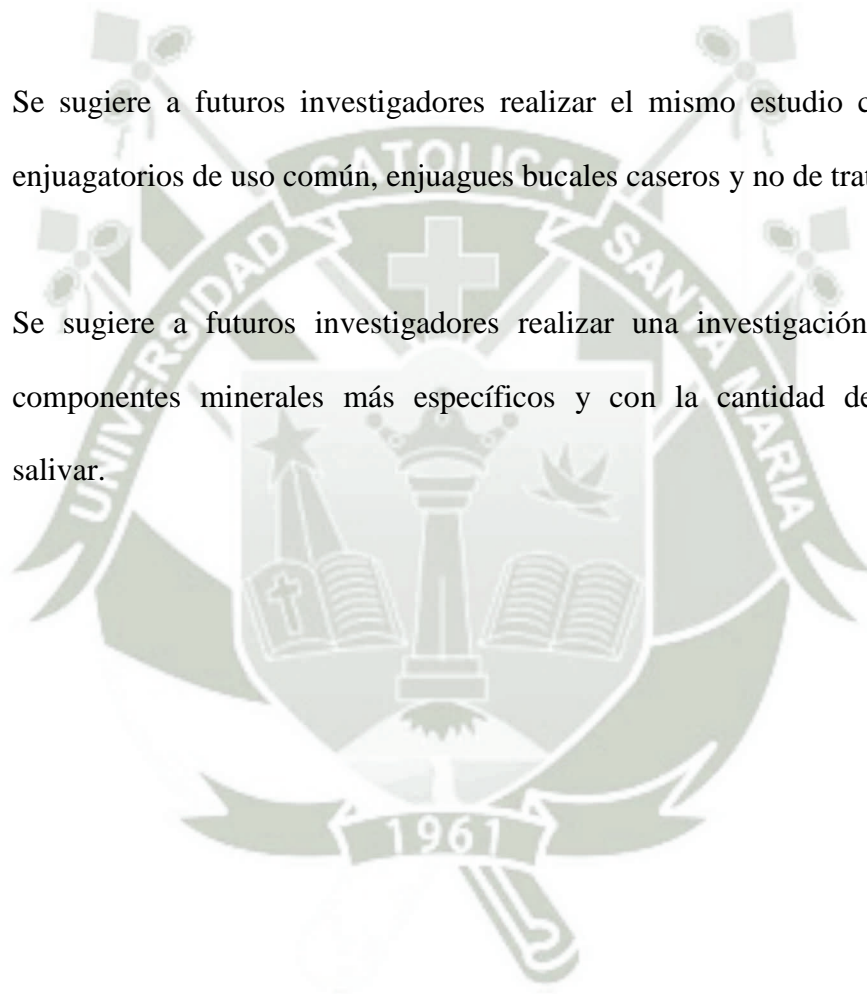 Se sugiere a futuros investigadores realizar el mismo estudio
enjuagatorios de uso común, enjuagues bucales caseros y no de
Se sugiere a futuros investigadores realizar una investigación
componentes minerales más específicos y con la cantidad de
salivar.
UNIVERSIDAD CATOLICA SANTA MARIA
1961